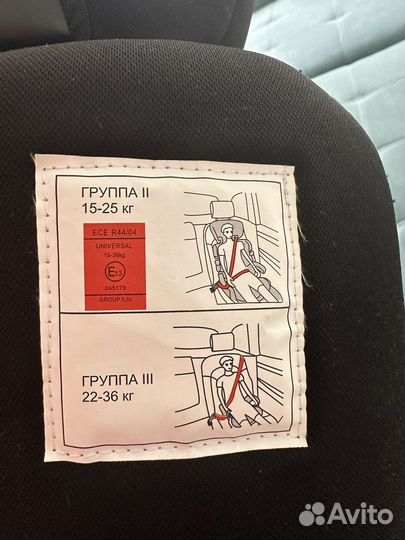 ГРУППА II
15-25 кг
ECE R44/04
UNIVERSAL
15-36kg
E13
045178
GROUP II,III
ГРУППА III
22-36 кг
Avito